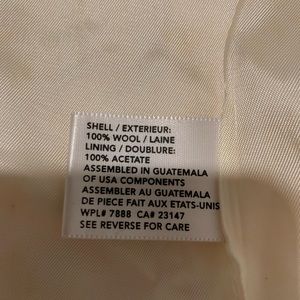 SHELL / EXTERIEUR:
100% WOOL / LAINE
LINING / DOUBLURE:
100% ACETATE
ASSEMBLED IN GUATEMALA
OF USA COMPONENTS
ASSEMBLER AU GUATEMALA
DE PIECE FAIT AUX ETATS-UNIS
WPL# 7888 CA# 23147
SEE REVERSE FOR CARE